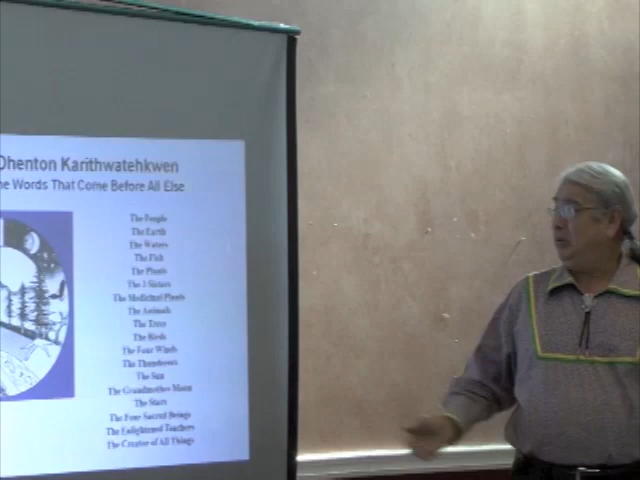 Ohenton Karithwatehkwen
he Words That Come Before All Else
The People
The Earth
The Waters
The Fish
The Plants
The 3 Sisters
The Medicinal Plants
The Animals
The Trees
The Birds
The Four Winds
The Thunderers
The Sun
The Grandmother Moon
The Stars
The Four Sacred Beings
The Enlightened Teachers
The Creator of All Things